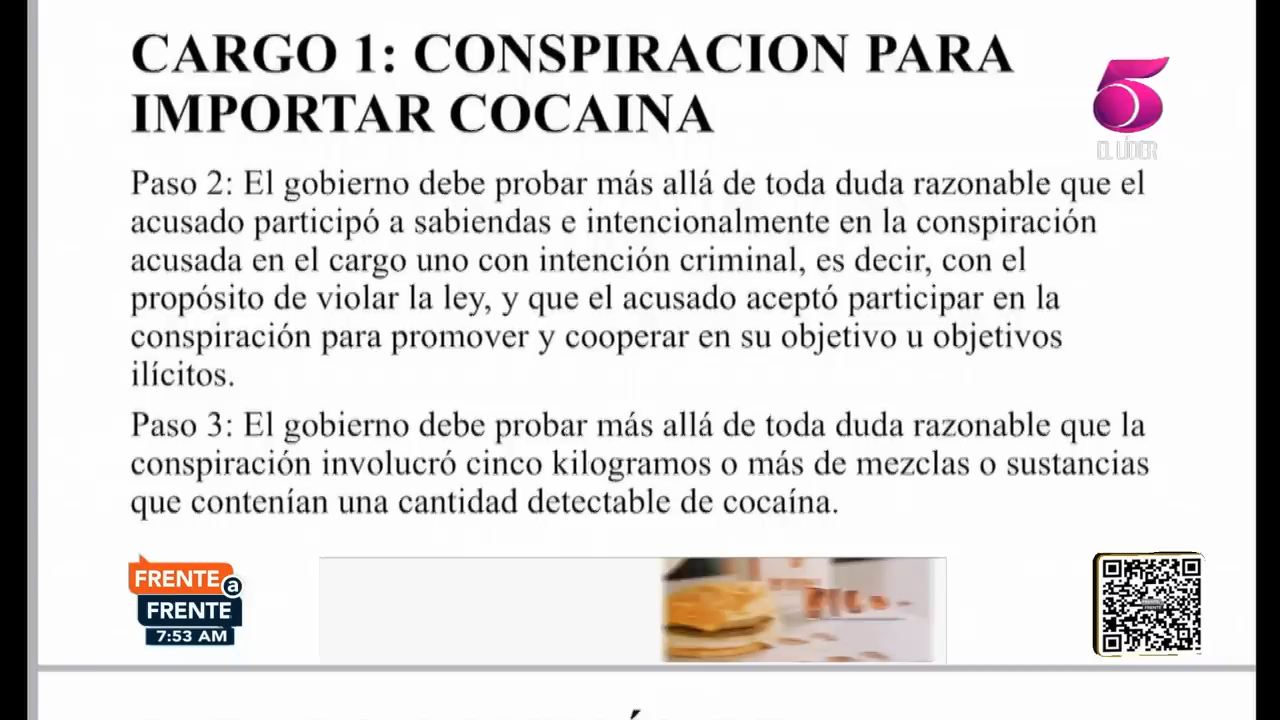 CARGO 1: CONSPIRACION PARA
IMPORTAR COCAINA
5
EL LÍDER
Paso 2: El gobierno debe probar más allá de toda duda razonable que el
acusado participó a sabiendas e intencionalmente en la conspiración
acusada en el cargo uno con intención criminal, es decir, con el
propósito de violar la ley, y que el acusado aceptó participar en la
conspiración para promover y cooperar en su objetivo u objetivos
ilícitos.
Paso 3: El gobierno debe probar más allá de toda duda razonable que la
conspiración involucró cinco kilogramos o más de mezclas o sustancias
que contenían una cantidad detectable de cocaína.
FRENTE a
FRENTE
7:53 AM